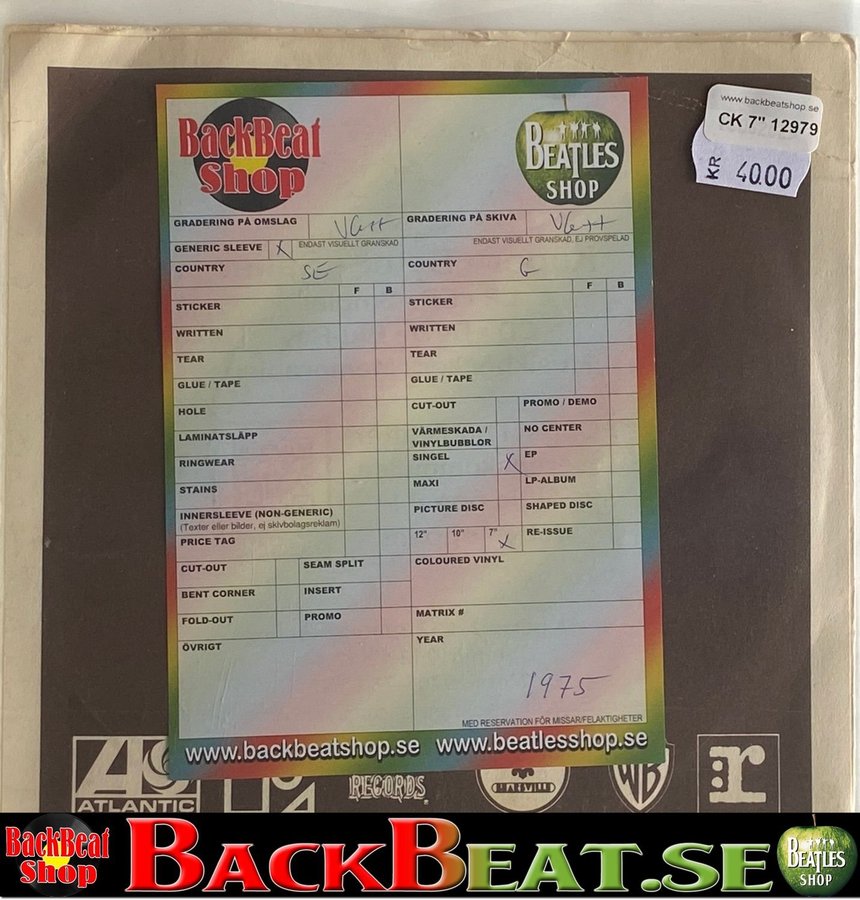 www.backbeatshop.se
CK 7" 12979
KR 40.00
BackBeat
Shop
BEATLES
SHOP
GRADERING PÅ OMSLAG VG++
GRADERING PÅ SKIVA VG++
GENERIC SLEEVE X ENDAST VISUELLT GRANSKAD
ENDAST VISUELLT GRANSKAD, EJ PROVSPELAD
COUNTRY SE
COUNTRY G
F B
F B
STICKER
STICKER
WRITTEN
WRITTEN
TEAR
TEAR
GLUE / TAPE
GLUE / TAPE
HOLE
CUT-OUT PROMO / DEMO
LAMINATSLÄPP
VÄRMESKADA /
VINYLBUBBLOR
NO CENTER
RINGWEAR
SINGEL X EP
STAINS
MAXI LP-ALBUM
INNERSLEEVE (NON-GENERIC)
(Texter eller bilder, ej skivbolagsreklam)
PICTURE DISC SHAPED DISC
PRICE TAG
12" 10" 7" X RE-ISSUE
CUT-OUT SEAM SPLIT
COLOURED VINYL
BENT CORNER INSERT
FOLD-OUT PROMO
MATRIX #
ÖVRIGT
YEAR
1975
MED RESERVATION FÖR MISSAR/FELAKTIGHETER
www.backbeatshop.se www.beatlesshop.se
ATLANTIC
RECORDS
WB
r
BackBeat
Shop
BACKBEAT.SE
BEATLES
SHOP